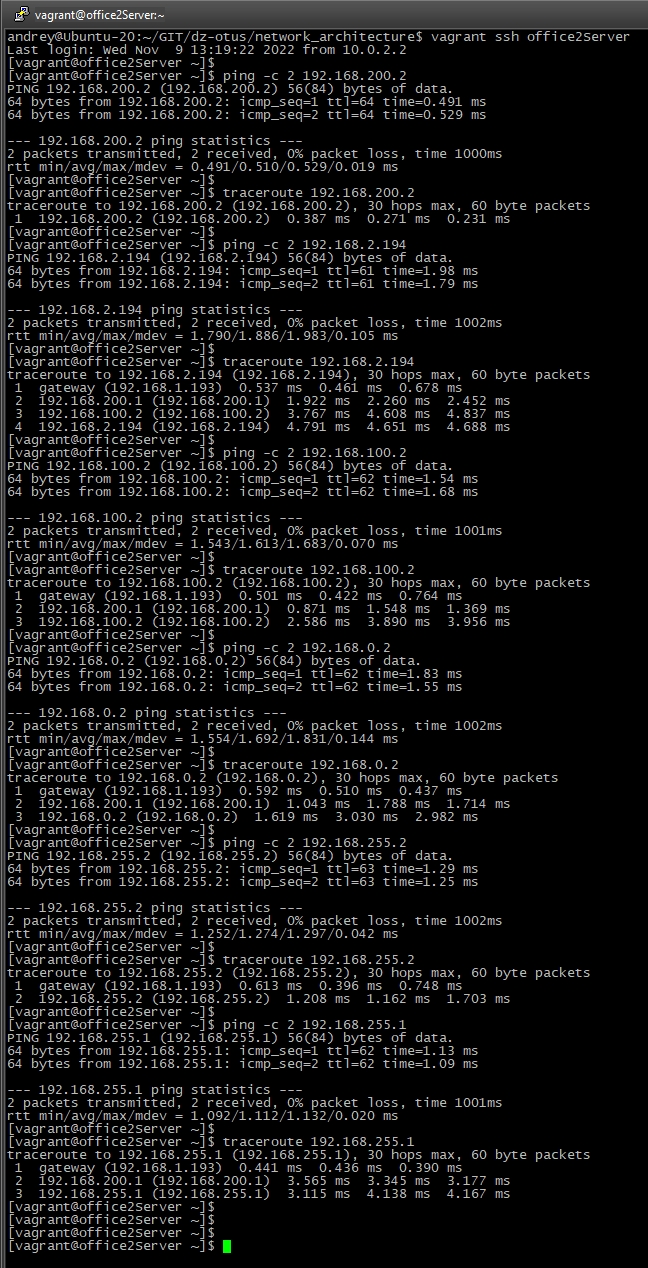 vagrant@office2Server:~
andrey@Ubuntu-20:~/GIT/dz-otus/network_architecture$ vagrant ssh office2Server
Last login: Wed Nov  9 13:19:22 2022 from 10.0.2.2
[vagrant@office2Server ~]$
[vagrant@office2Server ~]$ ping -c 2 192.168.200.2
PING 192.168.200.2 (192.168.200.2) 56(84) bytes of data.
64 bytes from 192.168.200.2: icmp_seq=1 ttl=64 time=0.491 ms
64 bytes from 192.168.200.2: icmp_seq=2 ttl=64 time=0.529 ms
--- 192.168.200.2 ping statistics ---
2 packets transmitted, 2 received, 0% packet loss, time 1000ms
rtt min/avg/max/mdev = 0.491/0.510/0.529/0.019 ms
[vagrant@office2Server ~]$
[vagrant@office2Server ~]$ traceroute 192.168.200.2
traceroute to 192.168.200.2 (192.168.200.2), 30 hops max, 60 byte packets
 1  192.168.200.2 (192.168.200.2)  0.387 ms  0.271 ms  0.231 ms
[vagrant@office2Server ~]$
[vagrant@office2Server ~]$ ping -c 2 192.168.2.194
PING 192.168.2.194 (192.168.2.194) 56(84) bytes of data.
64 bytes from 192.168.2.194: icmp_seq=1 ttl=61 time=1.98 ms
64 bytes from 192.168.2.194: icmp_seq=2 ttl=61 time=1.79 ms
--- 192.168.2.194 ping statistics ---
2 packets transmitted, 2 received, 0% packet loss, time 1002ms
rtt min/avg/max/mdev = 1.790/1.886/1.983/0.105 ms
[vagrant@office2Server ~]$
[vagrant@office2Server ~]$ traceroute 192.168.2.194
traceroute to 192.168.2.194 (192.168.2.194), 30 hops max, 60 byte packets
 1  gateway (192.168.1.193)  0.537 ms  0.461 ms  0.678 ms
 2  192.168.200.1 (192.168.200.1)  1.922 ms  2.260 ms  2.452 ms
 3  192.168.100.2 (192.168.100.2)  3.767 ms  4.608 ms  4.837 ms
 4  192.168.2.194 (192.168.2.194)  4.791 ms  4.651 ms  4.688 ms
[vagrant@office2Server ~]$
[vagrant@office2Server ~]$ ping -c 2 192.168.100.2
PING 192.168.100.2 (192.168.100.2) 56(84) bytes of data.
64 bytes from 192.168.100.2: icmp_seq=1 ttl=62 time=1.54 ms
64 bytes from 192.168.100.2: icmp_seq=2 ttl=62 time=1.68 ms
--- 192.168.100.2 ping statistics ---
2 packets transmitted, 2 received, 0% packet loss, time 1001ms
rtt min/avg/max/mdev = 1.543/1.613/1.683/0.070 ms
[vagrant@office2Server ~]$
[vagrant@office2Server ~]$ traceroute 192.168.100.2
traceroute to 192.168.100.2 (192.168.100.2), 30 hops max, 60 byte packets
 1  gateway (192.168.1.193)  0.501 ms  0.422 ms  0.764 ms
 2  192.168.200.1 (192.168.200.1)  0.871 ms  1.548 ms  1.369 ms
 3  192.168.100.2 (192.168.100.2)  2.586 ms  3.890 ms  3.956 ms
[vagrant@office2Server ~]$
[vagrant@office2Server ~]$ ping -c 2 192.168.0.2
PING 192.168.0.2 (192.168.0.2) 56(84) bytes of data.
64 bytes from 192.168.0.2: icmp_seq=1 ttl=62 time=1.83 ms
64 bytes from 192.168.0.2: icmp_seq=2 ttl=62 time=1.55 ms
--- 192.168.0.2 ping statistics ---
2 packets transmitted, 2 received, 0% packet loss, time 1002ms
rtt min/avg/max/mdev = 1.554/1.692/1.831/0.144 ms
[vagrant@office2Server ~]$
[vagrant@office2Server ~]$ traceroute 192.168.0.2
traceroute to 192.168.0.2 (192.168.0.2), 30 hops max, 60 byte packets
 1  gateway (192.168.1.193)  0.592 ms  0.510 ms  0.437 ms
 2  192.168.200.1 (192.168.200.1)  1.043 ms  1.788 ms  1.714 ms
 3  192.168.0.2 (192.168.0.2)  1.619 ms  3.030 ms  2.982 ms
[vagrant@office2Server ~]$
[vagrant@office2Server ~]$ ping -c 2 192.168.255.2
PING 192.168.255.2 (192.168.255.2) 56(84) bytes of data.
64 bytes from 192.168.255.2: icmp_seq=1 ttl=63 time=1.29 ms
64 bytes from 192.168.255.2: icmp_seq=2 ttl=63 time=1.25 ms
--- 192.168.255.2 ping statistics ---
2 packets transmitted, 2 received, 0% packet loss, time 1002ms
rtt min/avg/max/mdev = 1.252/1.274/1.297/0.042 ms
[vagrant@office2Server ~]$
[vagrant@office2Server ~]$ traceroute 192.168.255.2
traceroute to 192.168.255.2 (192.168.255.2), 30 hops max, 60 byte packets
 1  gateway (192.168.1.193)  0.613 ms  0.396 ms  0.748 ms
 2  192.168.255.2 (192.168.255.2)  1.208 ms  1.162 ms  1.703 ms
[vagrant@office2Server ~]$
[vagrant@office2Server ~]$ ping -c 2 192.168.255.1
PING 192.168.255.1 (192.168.255.1) 56(84) bytes of data.
64 bytes from 192.168.255.1: icmp_seq=1 ttl=62 time=1.13 ms
64 bytes from 192.168.255.1: icmp_seq=2 ttl=62 time=1.09 ms
--- 192.168.255.1 ping statistics ---
2 packets transmitted, 2 received, 0% packet loss, time 1001ms
rtt min/avg/max/mdev = 1.092/1.112/1.132/0.020 ms
[vagrant@office2Server ~]$
[vagrant@office2Server ~]$ traceroute 192.168.255.1
traceroute to 192.168.255.1 (192.168.255.1), 30 hops max, 60 byte packets
 1  gateway (192.168.1.193)  0.441 ms  0.436 ms  0.390 ms
 2  192.168.200.1 (192.168.200.1)  3.565 ms  3.345 ms  3.177 ms
 3  192.168.255.1 (192.168.255.1)  3.115 ms  4.138 ms  4.167 ms
[vagrant@office2Server ~]$
[vagrant@office2Server ~]$
[vagrant@office2Server ~]$
[vagrant@office2Server ~]$